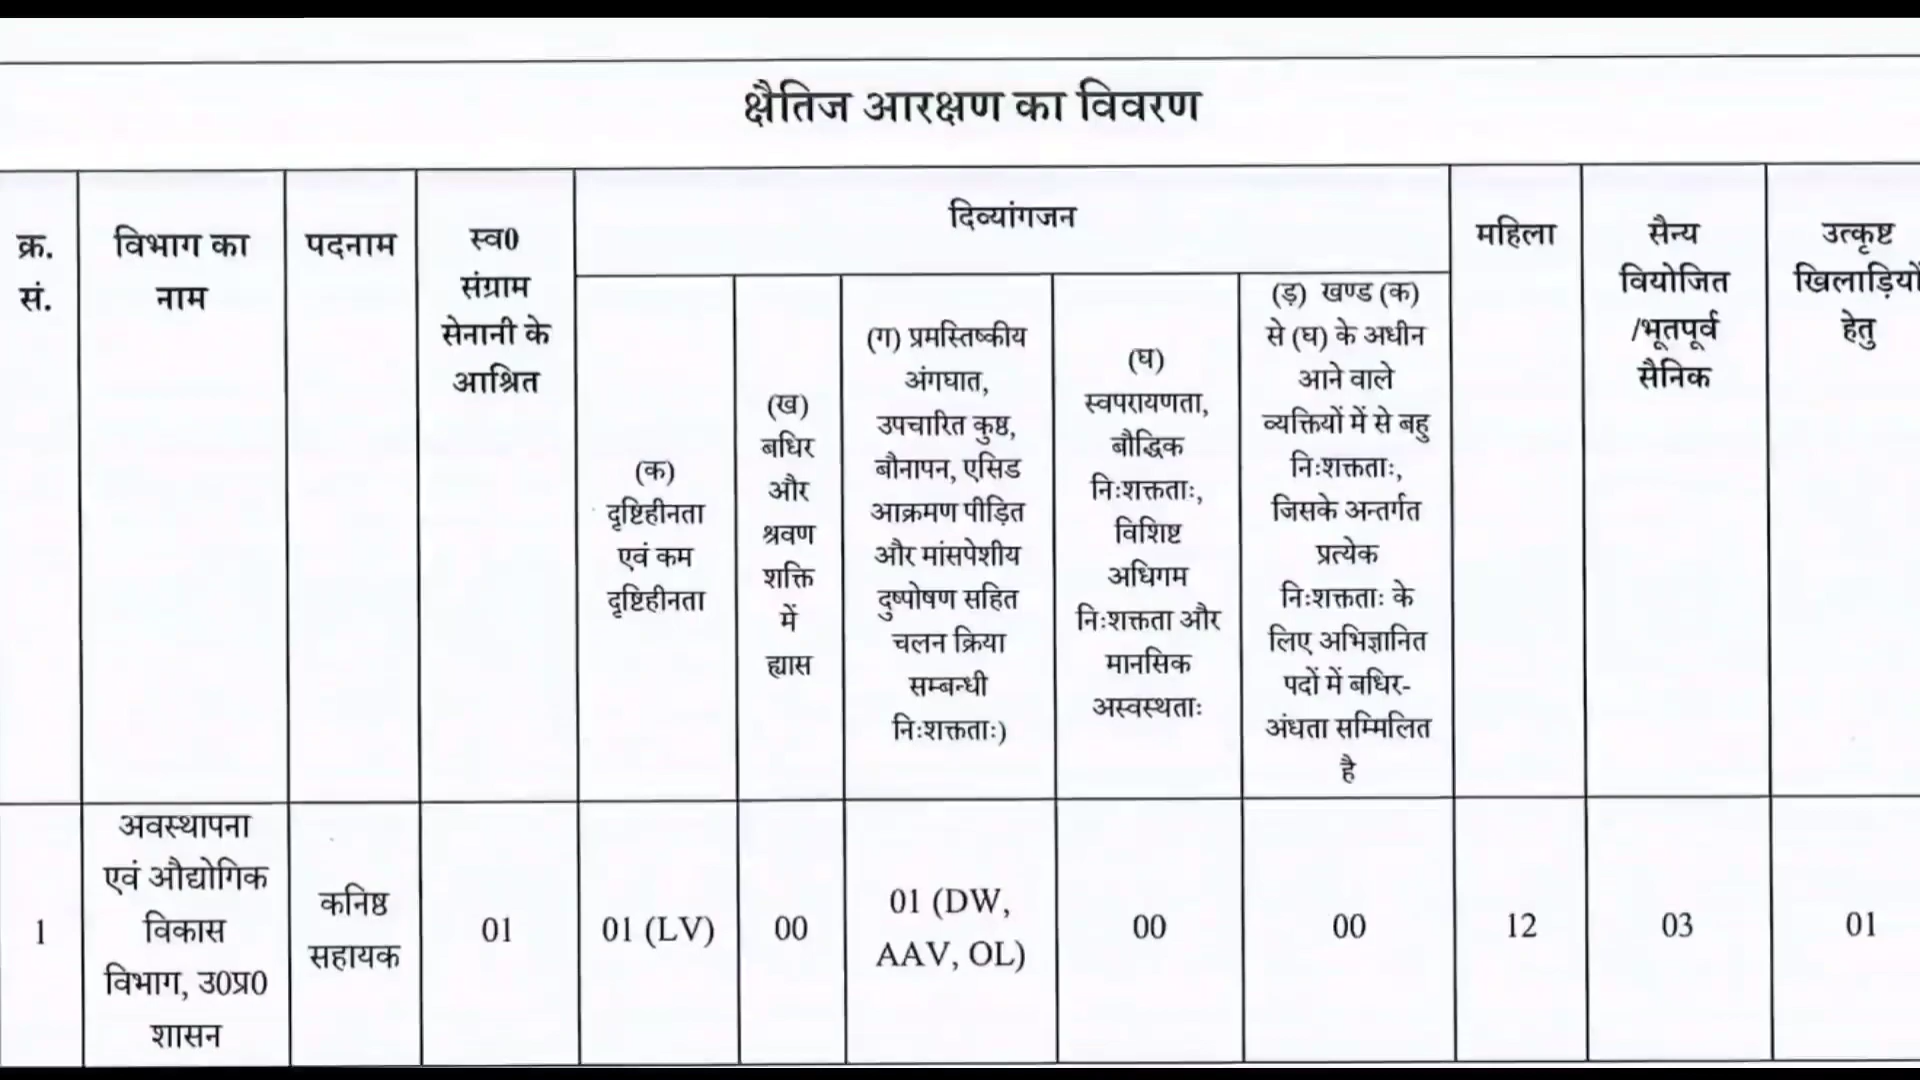 क्षैतिज आरक्षण का विवरण
क्र.
सं.
विभाग का
नाम
पदनाम
स्व0
संग्राम
सेनानी के
आश्रित
दिव्यांगजन
(क)
दृष्टिहीनता
एवं कम
दृष्टिहीनता
(ख)
बधिर
और
श्रवण
शक्ति
में
ह्यास
(ग) प्रमस्तिष्कीय
अंगघात,
उपचारित कुष्ठ,
बौनापन, एसिड
आक्रमण पीड़ित
और मांसपेशीय
दुष्पोषण सहित
चलन क्रिया
सम्बन्धी
निःशक्तताः)
(घ)
स्वपरायणता,
बौद्धिक
निःशक्तताः,
विशिष्ट
अधिगम
निःशक्तता और
मानसिक
अस्वस्थताः
(ड़) खण्ड (क)
से (घ) के अधीन
आने वाले
व्यक्तियों में से बहु
निःशक्तताः,
जिसके अन्तर्गत
प्रत्येक
निःशक्तताः के
लिए अभिज्ञानित
पदों में बधिर-
अंधता सम्मिलित
है
महिला
सैन्य
वियोजित
/भूतपूर्व
सैनिक
उत्कृष्ट
खिलाड़ियों
हेतु
1
अवस्थापना
एवं औद्योगिक
विकास
विभाग, उ0प्र0
शासन
कनिष्ठ
सहायक
01
01 (LV)
00
01 (DW,
AAV, OL)
00
00
12
03
01